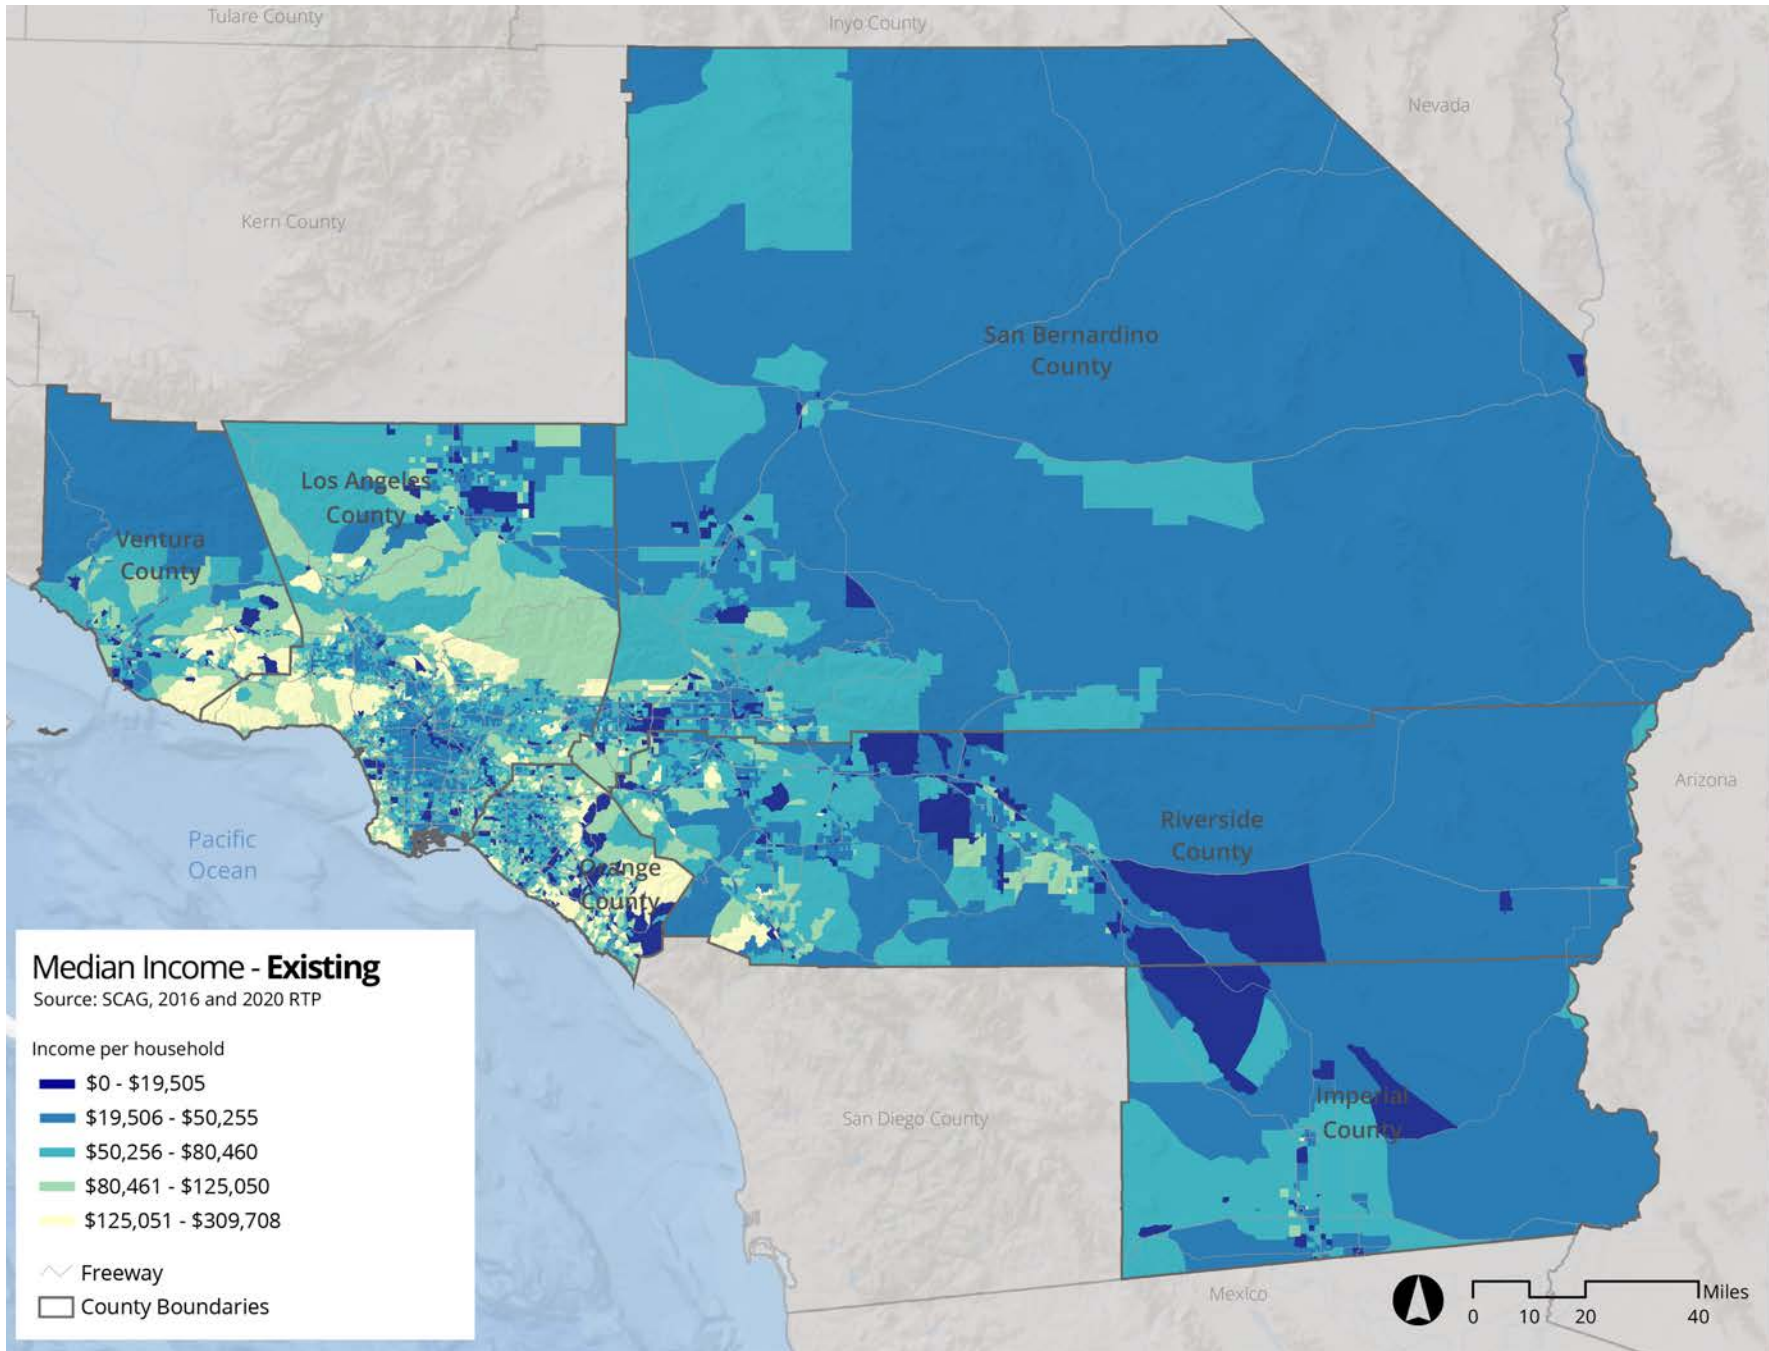 Tulare County
Inyo County
Nevada
Kern County
San Bernardino
County
Los Angeles
County
Ventura
County
Arizona
Riverside
County
Pacific
Ocean
Orange
County
Median Income - Existing
Source: SCAG, 2016 and 2020 RTP
Income per household
$0 - $19,505
$19,506 - $50,255
$50,256 - $80,460
$80,461 - $125,050
$125,051 - $309,708
Freeway
County Boundaries
San Diego County
Imperial
County
Mexico
Miles
0 10 20 40